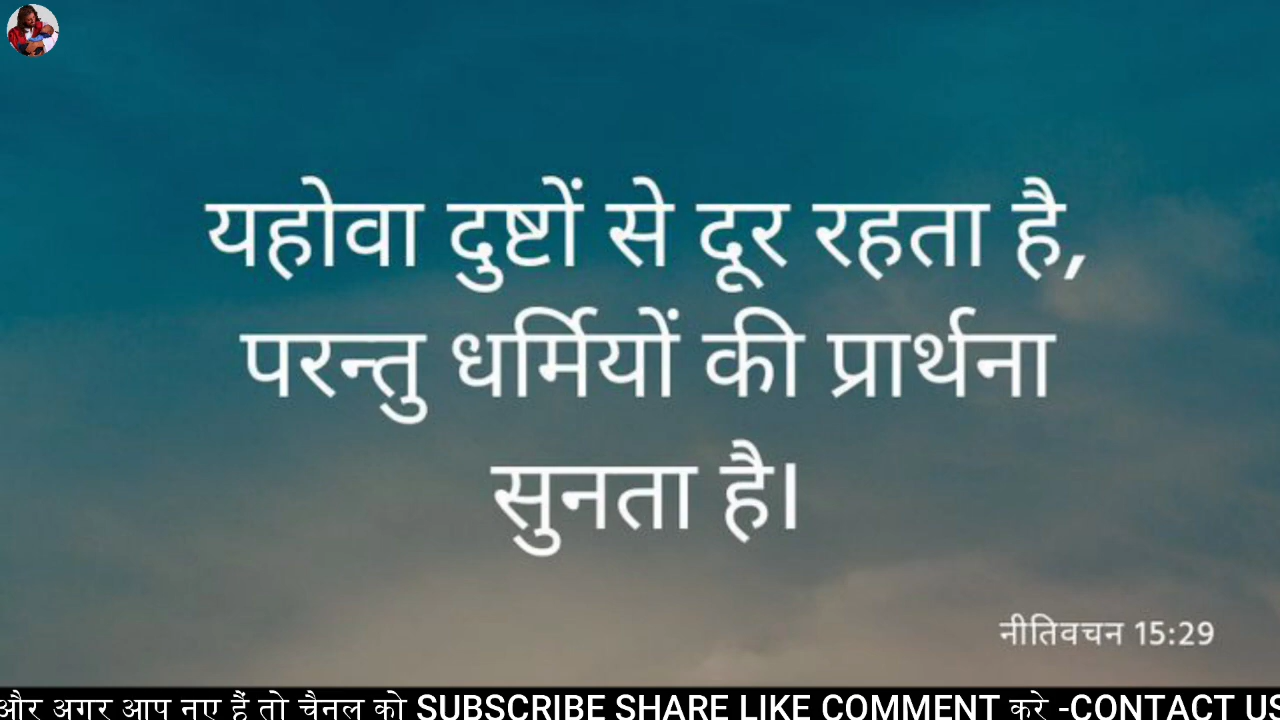 यहोवा दुष्टों से दूर रहता है,
परन्तु धर्मियों की प्रार्थना
सुनता है।
नीतिवचन 15:29
और अगर आप नए हैं तो चैनल को SUBSCRIBE SHARE LIKE COMMENT करे -CONTACT US